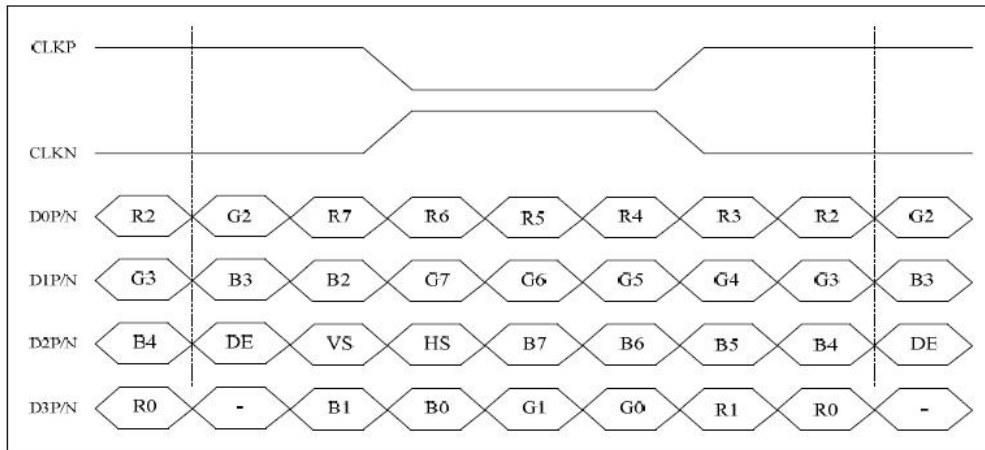 CLKP
CLKN
D0P/N R2 G2 R7 R6 R5 R4 R3 R2 G2
D1P/N G3 B3 B2 G7 G6 G5 G4 G3 B3
D2P/N B4 DE VS HS B7 B6 B5 B4 DE
D3P/N R0 - B1 B0 G1 G0 R1 R0 -